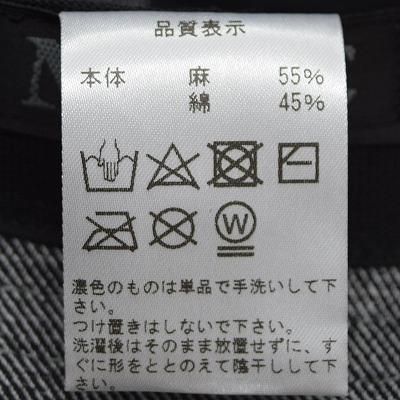 品質表示
本体 麻 55%
綿 45%
W
濃色のものは単品で手洗いして下
さい。
つけ置きはしないで下さい。
洗濯後はそのまま放置せずに、す
ぐに形をととのえて陰干しして下
さい。